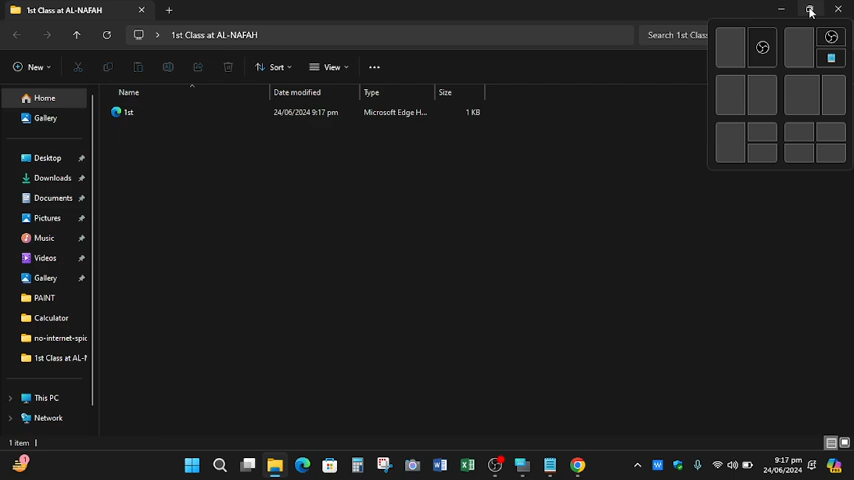 1st Class at AL-NAFAH
1st Class at AL-NAFAH
Search 1st Class
New
Sort
View
Name Date modified Type Size
1st 24/06/2024 9:17 pm Microsoft Edge H... 1 KB
Home
Gallery
Desktop
Downloads
Documents
Pictures
Music
Videos
Gallery
PAINT
Calculator
no-internet-spic
1st Class at AL-N
This PC
Network
1 item
9:17 pm
24/06/2024